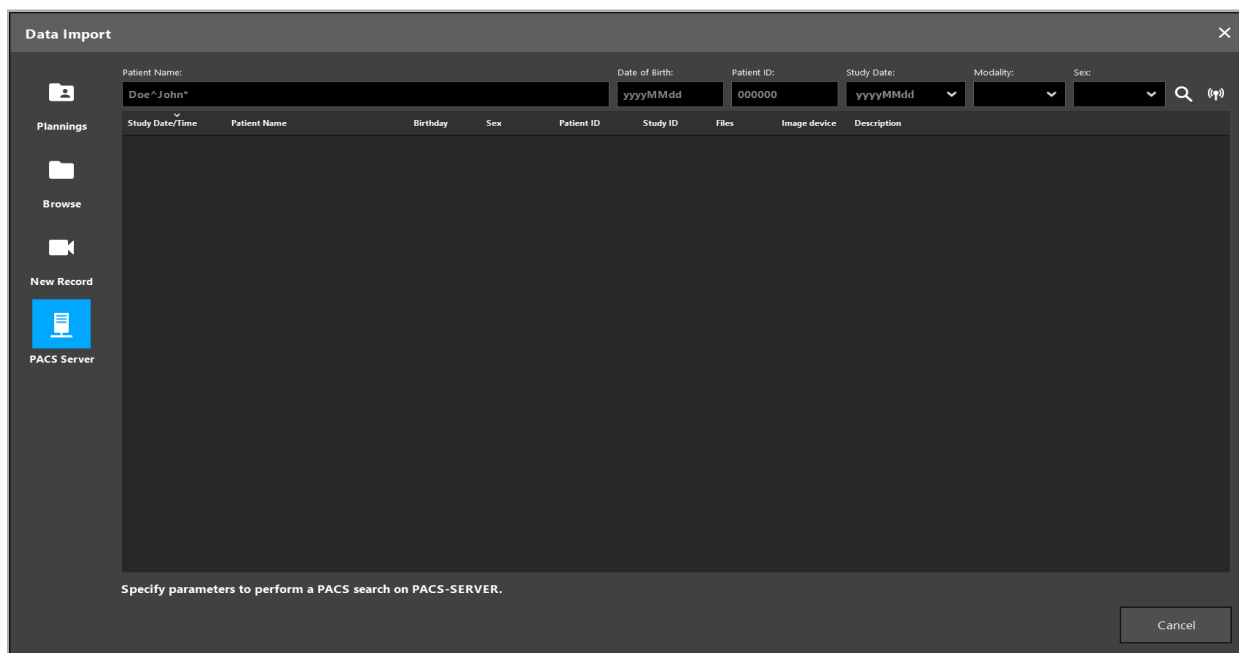 Data Import
Patient Name: Date of Birth: Patient ID: Study Date: Modality: Sex:
Doe^John* yyyyMMdd 000000 yyyyMMdd
Plannings
Study Date/Time Patient Name Birthday Sex Patient ID Study ID Files Image device Description
Browse
New Record
PACS Server
Specify parameters to perform a PACS search on PACS-SERVER.
Cancel